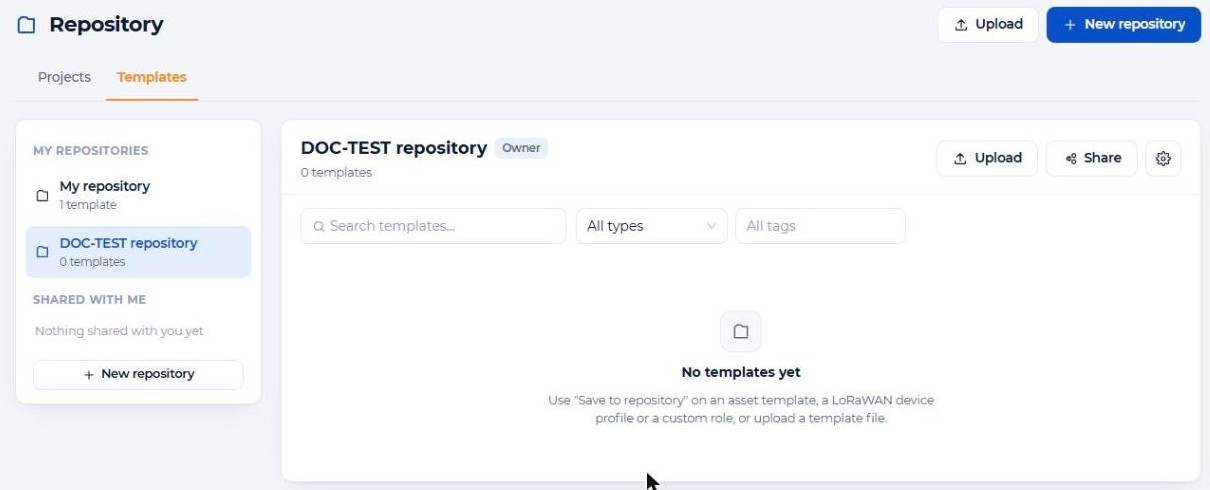 Repository
Upload
+ New repository
Projects
Templates
MY REPOSITORIES
My repository
1 template
DOC-TEST repository
0 templates
SHARED WITH ME
Nothing shared with you yet
+ New repository
DOC-TEST repository Owner
0 templates
Upload
Share
Search templates...
All types
All tags
No templates yet
Use "Save to repository" on an asset template, a LoRaWAN device
profile or a custom role, or upload a template file.